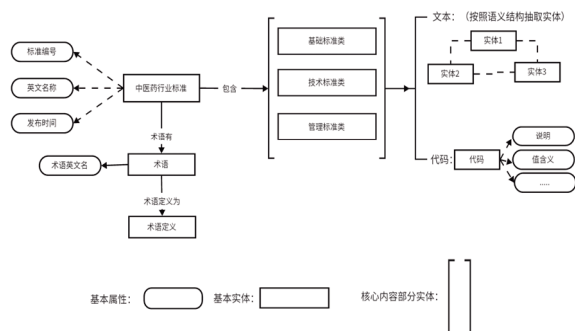 文本：（按照语义结构抽取实体）
标准编号
英文名称
发布时间
中医药行业标准
包含
基础标准类
技术标准类
管理标准类
实体1
实体2
实体3
术语有
术语英文名
术语
术语定义为
术语定义
代码：
代码
说明
值含义
.....
基本属性：
基本实体：
核心内容部分实体：